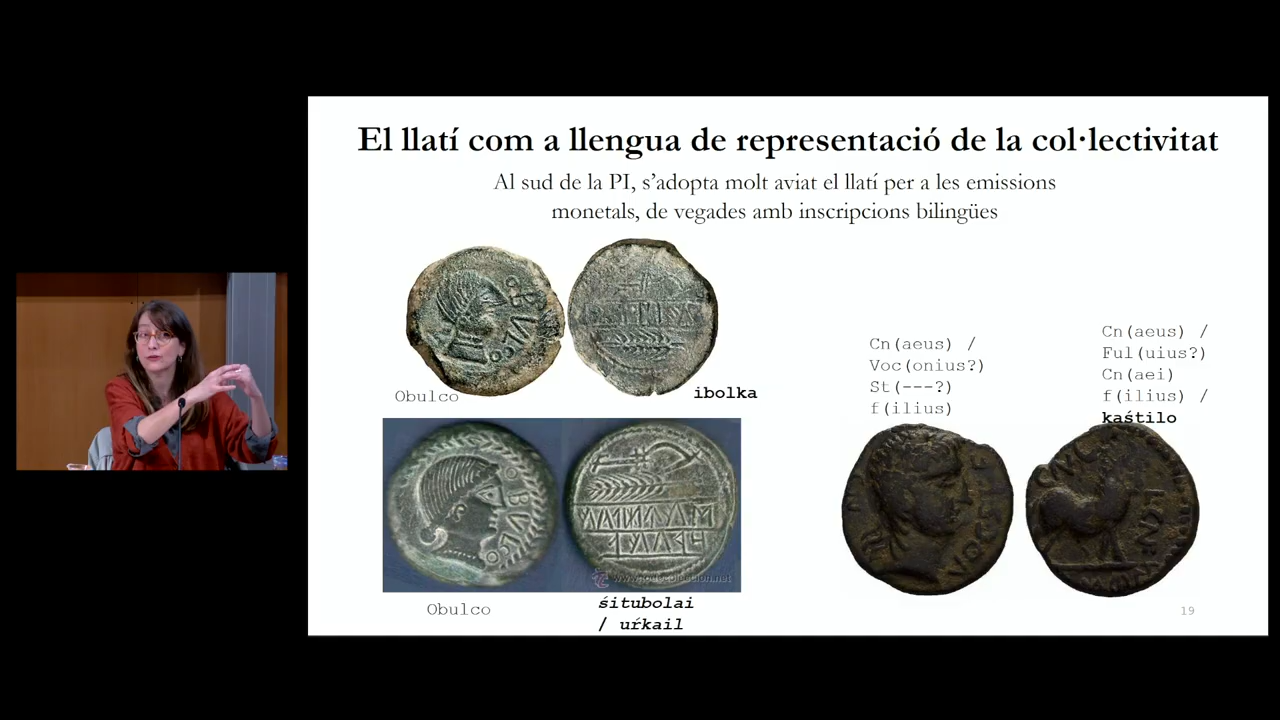 El llatí com a llengua de representació de la col·lectivitat
Al sud de la PI, s’adopta molt aviat el llatí per a les emissions
monetals, de vegades amb inscripcions bilingües
OBVLCO
Obulco
ibolka
OBVLCO
Obulco
śitubolai
/ uŕkail
Cn(aeus) /
Voc(onius?)
St(---?)
f(ilius)
Cn(aeus) /
Ful(uius?)
Cn(aei)
f(ilius) /
kaśtilo
19